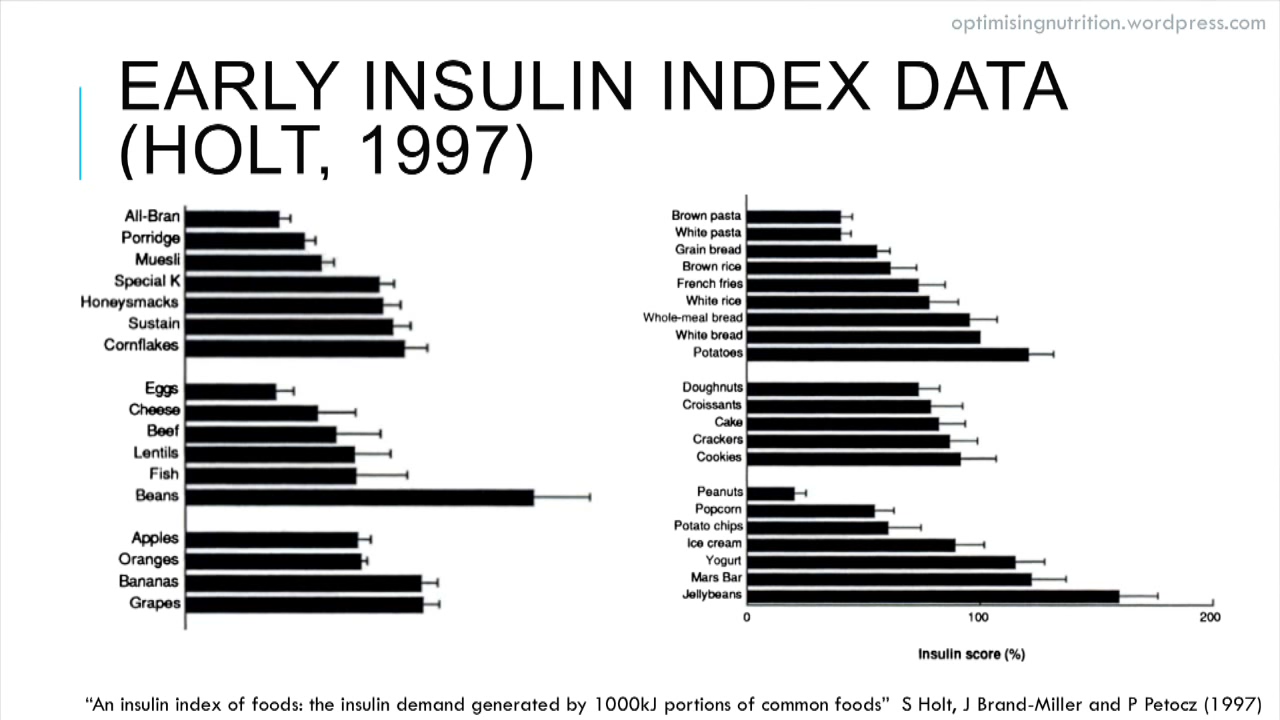 optimisingnutrition.wordpress.com
EARLY INSULIN INDEX DATA
(HOLT, 1997)
All-Bran
Porridge
Muesli
Special K
Honeysmacks
Sustain
Cornflakes
Eggs
Cheese
Beef
Lentils
Fish
Beans
Apples
Oranges
Bananas
Grapes
Brown pasta
White pasta
Grain bread
Brown rice
French fries
White rice
Whole-meal bread
White bread
Potatoes
Doughnuts
Croissants
Cake
Crackers
Cookies
Peanuts
Popcorn
Potato chips
Ice cream
Yogurt
Mars Bar
Jellybeans
0 100 200
Insulin score (%)
“An insulin index of foods: the insulin demand generated by 1000kJ portions of common foods” S Holt, J Brand-Miller and P Petocz (1997)